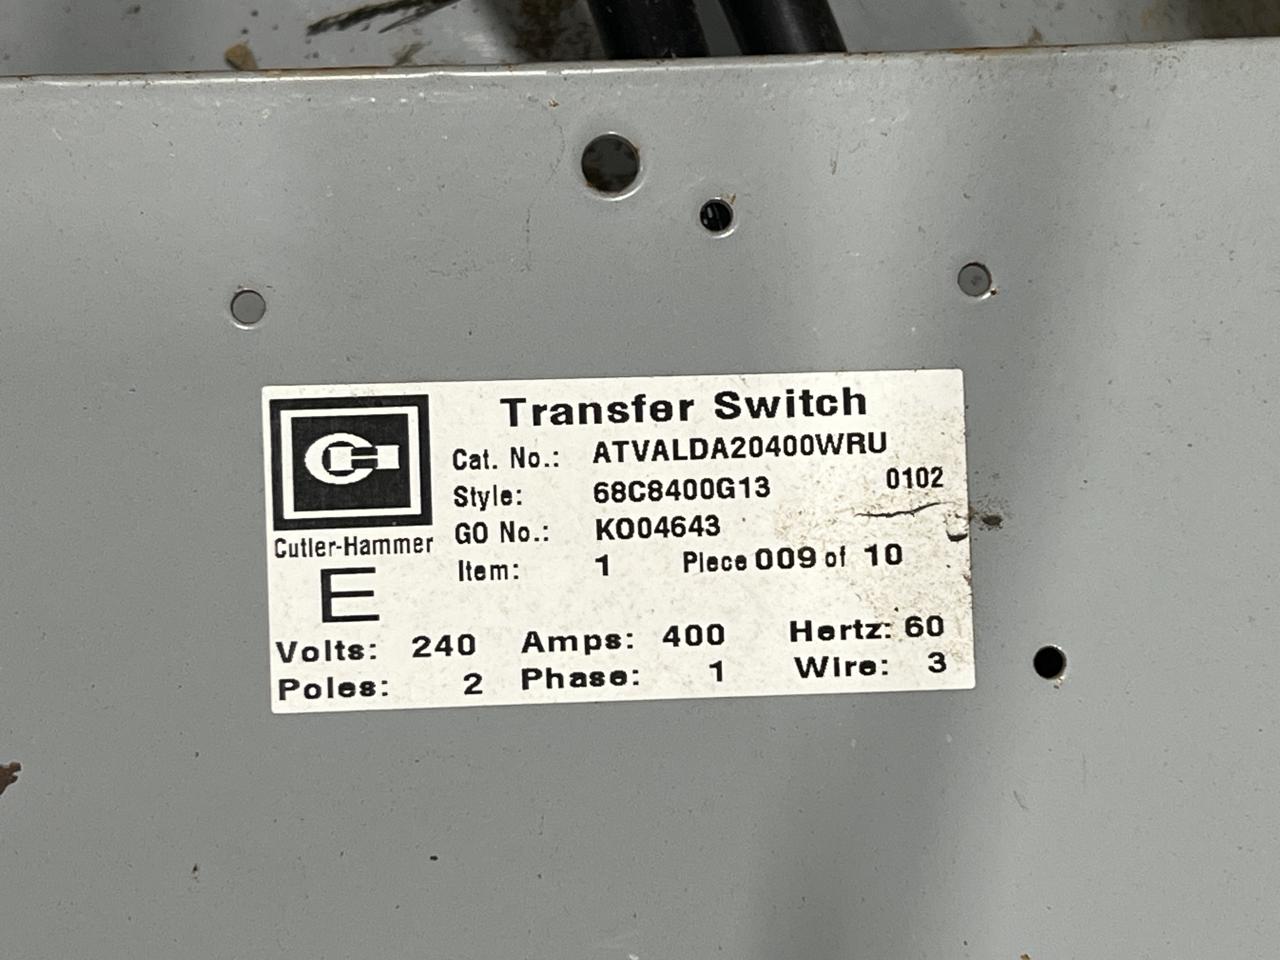 Transfer Switch
Cat. No.: ATVALDA20400WRU
Style: 68C8400G13 0102
GO No.: KO04643
Item: 1 Piece 009 of 10
Cutler-Hammer
E
Volts: 240 Amps: 400 Hertz: 60
Poles: 2 Phase: 1 Wire: 3